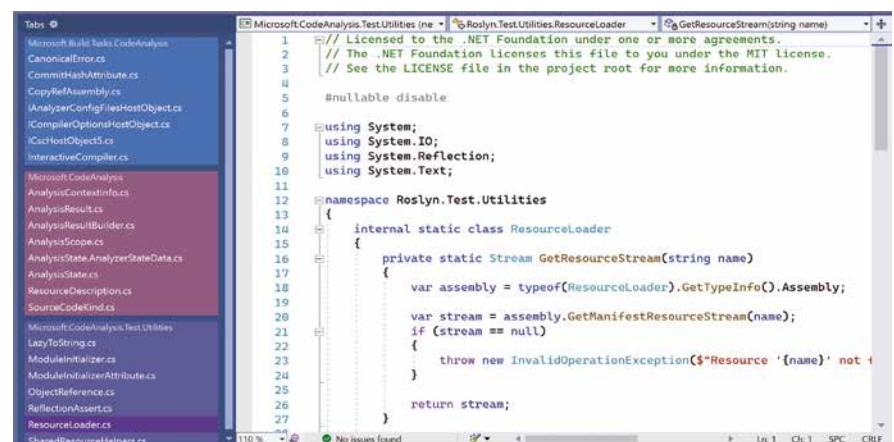 Tabs
Microsoft.Build.Tasks.CodeAnalysis
CanonicalError.cs
CommitHashAttribute.cs
CopyRefAssembly.cs
IAnalyzerConfigFilesHostObject.cs
ICompilerOptionsHostObject.cs
ICscHostObject5.cs
InteractiveCompiler.cs
Microsoft.CodeAnalysis
AnalysisContextInfo.cs
AnalysisResult.cs
AnalysisResultBuilder.cs
AnalysisScope.cs
AnalysisState.AnalyzerStateData.cs
AnalysisState.cs
ResourceDescription.cs
SourceCodeKind.cs
Microsoft.CodeAnalysis.Test.Utilities
LazyToString.cs
ModuleInitializer.cs
ModuleInitializerAttribute.cs
ObjectReference.cs
ReflectionAssert.cs
ResourceLoader.cs
SharedResourceHelpers.cs
Microsoft.CodeAnalysis.Test.Utilities (ne Roslyn.Test.Utilities.ResourceLoader GetResourceStream(string name)
1 // Licensed to the .NET Foundation under one or more agreements.
2 // The .NET Foundation licenses this file to you under the MIT license.
3 // See the LICENSE file in the project root for more information.
4
5 #nullable disable
6
7 using System;
8 using System.IO;
9 using System.Reflection;
10 using System.Text;
11
12 namespace Roslyn.Test.Utilities
13 {
14 internal static class ResourceLoader
15 {
16 private static Stream GetResourceStream(string name)
17 {
18 var assembly = typeof(ResourceLoader).GetTypeInfo().Assembly;
19
20 var stream = assembly.GetManifestResourceStream(name);
21 if (stream == null)
22 {
23 throw new InvalidOperationException($"Resource '{name}' not
24 }
25
26 return stream;
27 }
110 % No issues found Ln: 1 Ch: 1 SPC CRLF